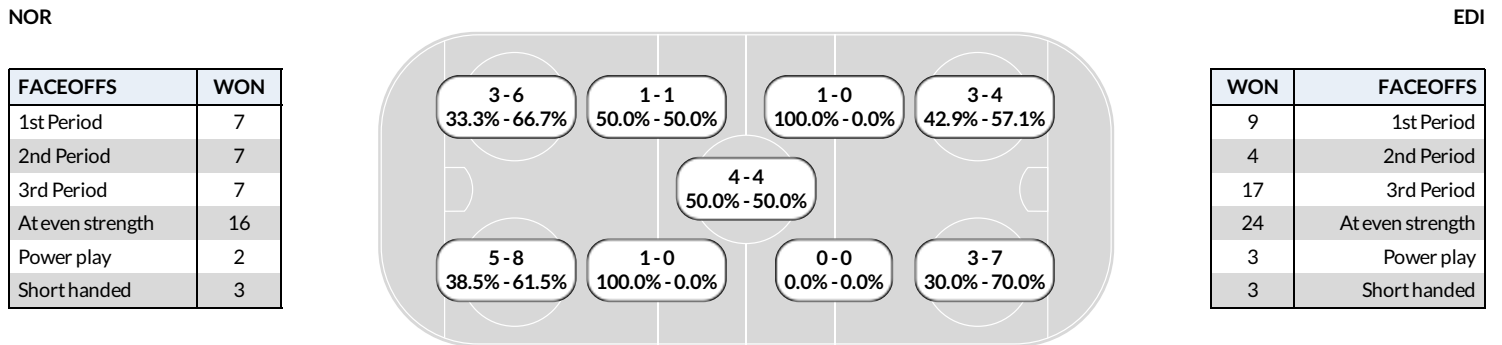 NOR
EDI
FACEOFFS WON
1st Period 7
2nd Period 7
3rd Period 7
At even strength 16
Power play 2
Short handed 3
3 - 6
33.3% - 66.7%
1 - 1
50.0% - 50.0%
1 - 0
100.0% - 0.0%
3 - 4
42.9% - 57.1%
4 - 4
50.0% - 50.0%
5 - 8
38.5% - 61.5%
1 - 0
100.0% - 0.0%
0 - 0
0.0% - 0.0%
3 - 7
30.0% - 70.0%
WON FACEOFFS
9 1st Period
4 2nd Period
17 3rd Period
24 At even strength
3 Power play
3 Short handed